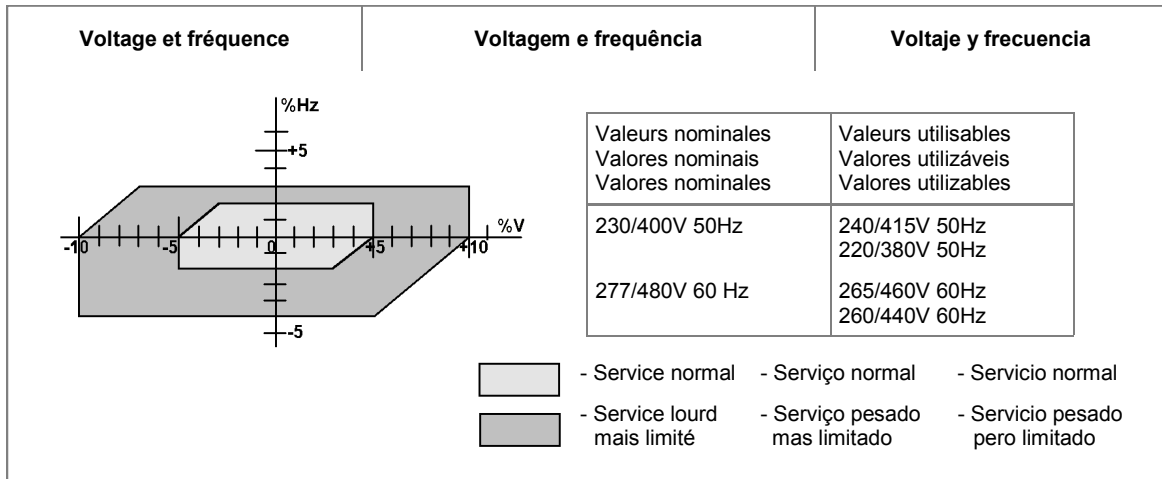 Voltage et fréquence
Voltagem e frequência
Voltaje y frecuencia
%Hz
+5
%V
-10
-5
0
+5
+10
-5
Valeurs nominales
Valores nominais
Valores nominales
Valeurs utilisables
Valores utilizáveis
Valores utilizables
230/400V 50Hz
240/415V 50Hz
220/380V 50Hz
277/480V 60 Hz
265/460V 60Hz
260/440V 60Hz
- Service normal
- Serviço normal
- Servicio normal
- Service lourd
mais limité
- Serviço pesado
mas limitado
- Servicio pesado
pero limitado